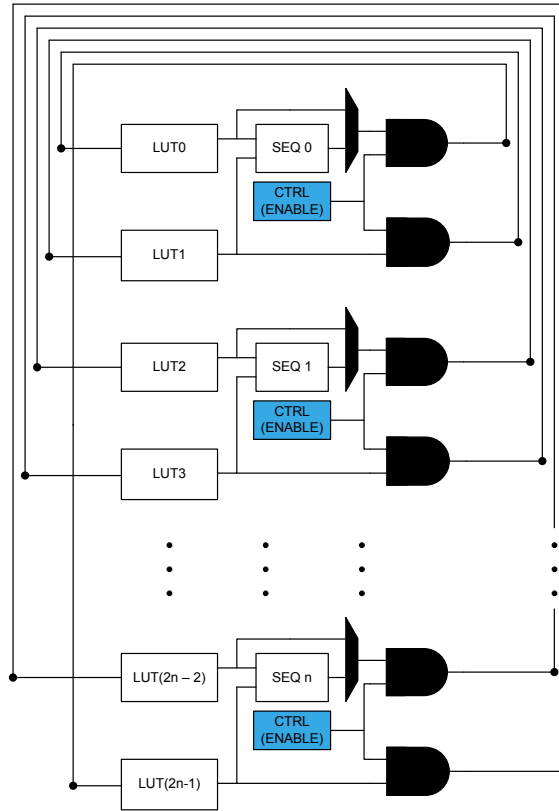 LUT0
SEQ 0
CTRL
(ENABLE)
LUT1
LUT2
SEQ 1
CTRL
(ENABLE)
LUT3
LUT(2n – 2)
SEQ n
CTRL
(ENABLE)
LUT(2n-1)